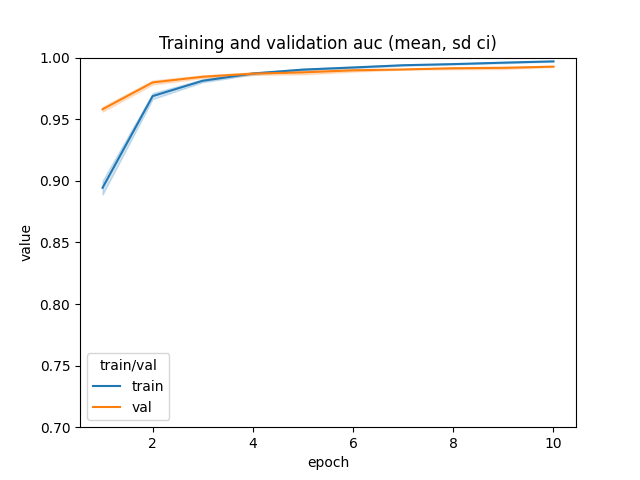 Training and validation auc (mean, sd ci)
1.00
0.95
0.90
0.85
0.80
0.75
0.70
value
train/val
train
val
2
4
6
8
10
epoch